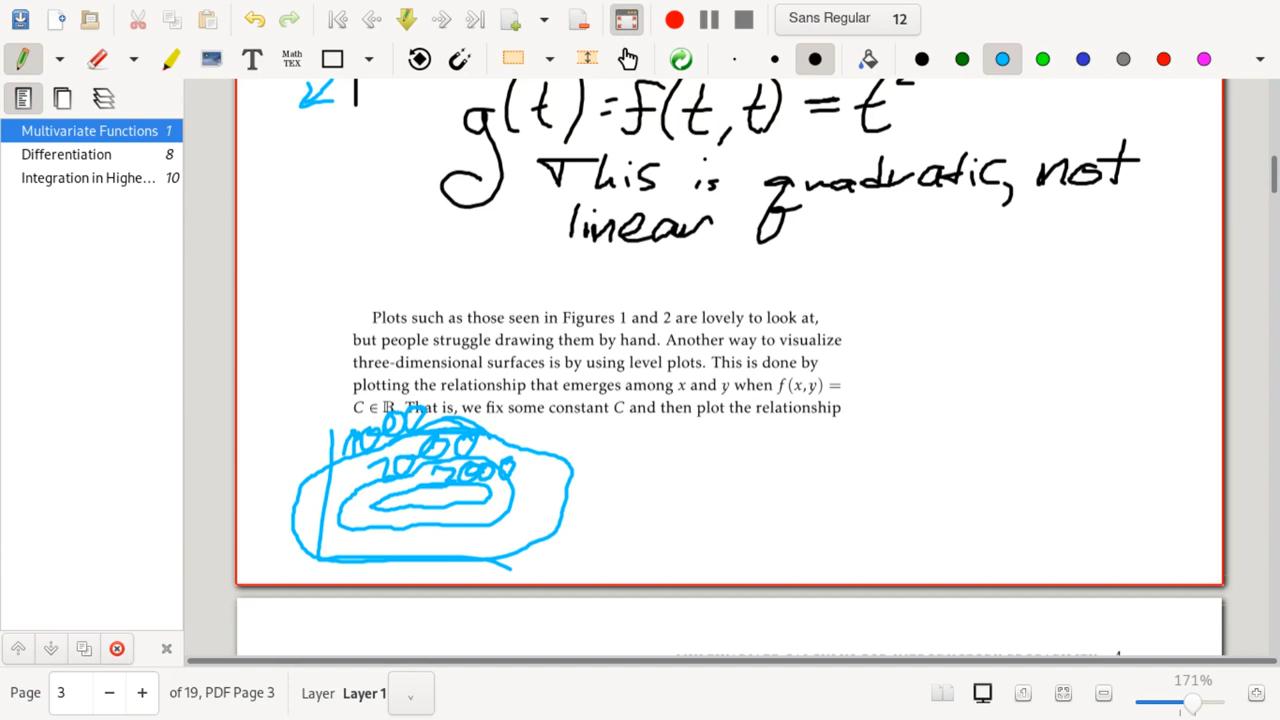 Sans Regular 12
T Math TEX
Multivariate Functions 1
Differentiation 8
Integration in Highe... 10
g(t) = f(t, t) = t²
This is quadratic, not
linear
Plots such as those seen in Figures 1 and 2 are lovely to look at,
but people struggle drawing them by hand. Another way to visualize
three-dimensional surfaces is by using level plots. This is done by
plotting the relationship that emerges among x and y when f(x,y) =
C ∈ ℝ. That is, we fix some constant C and then plot the relationship
1000
2000
Page 3 of 19, PDF Page 3 Layer Layer 1 171%